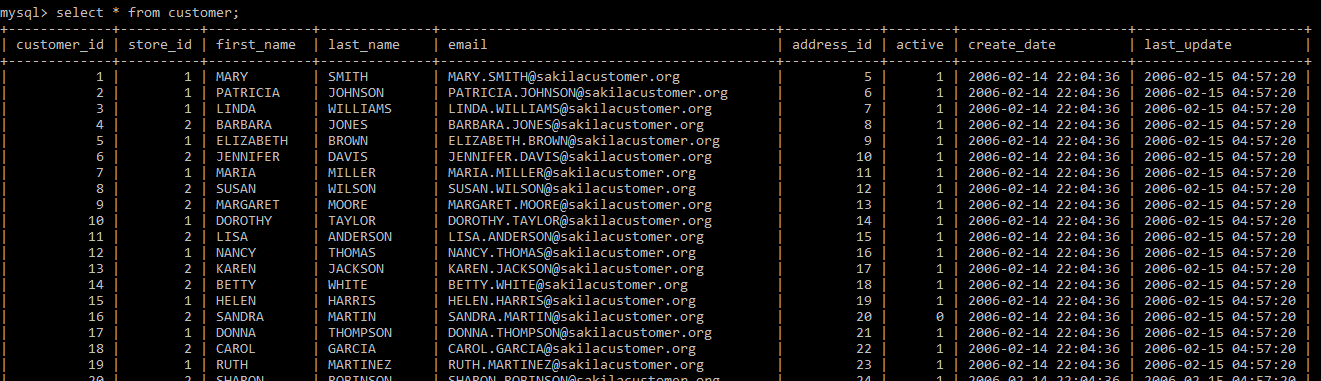 mysql> select * from customer;
+-------------+----------+------------+-----------+------------------------------------------+------------+--------+---------------------+---------------------+
| customer_id | store_id | first_name | last_name | email | address_id | active | create_date | last_update |
+-------------+----------+------------+-----------+------------------------------------------+------------+--------+---------------------+---------------------+
| 1 | 1 | MARY | SMITH | MARY.SMITH@sakilacustomer.org | 5 | 1 | 2006-02-14 22:04:36 | 2006-02-15 04:57:20 |
| 2 | 1 | PATRICIA | JOHNSON | PATRICIA.JOHNSON@sakilacustomer.org | 6 | 1 | 2006-02-14 22:04:36 | 2006-02-15 04:57:20 |
| 3 | 1 | LINDA | WILLIAMS | LINDA.WILLIAMS@sakilacustomer.org | 7 | 1 | 2006-02-14 22:04:36 | 2006-02-15 04:57:20 |
| 4 | 2 | BARBARA | JONES | BARBARA.JONES@sakilacustomer.org | 8 | 1 | 2006-02-14 22:04:36 | 2006-02-15 04:57:20 |
| 5 | 1 | ELIZABETH | BROWN | ELIZABETH.BROWN@sakilacustomer.org | 9 | 1 | 2006-02-14 22:04:36 | 2006-02-15 04:57:20 |
| 6 | 2 | JENNIFER | DAVIS | JENNIFER.DAVIS@sakilacustomer.org | 10 | 1 | 2006-02-14 22:04:36 | 2006-02-15 04:57:20 |
| 7 | 1 | MARIA | MILLER | MARIA.MILLER@sakilacustomer.org | 11 | 1 | 2006-02-14 22:04:36 | 2006-02-15 04:57:20 |
| 8 | 2 | SUSAN | WILSON | SUSAN.WILSON@sakilacustomer.org | 12 | 1 | 2006-02-14 22:04:36 | 2006-02-15 04:57:20 |
| 9 | 2 | MARGARET | MOORE | MARGARET.MOORE@sakilacustomer.org | 13 | 1 | 2006-02-14 22:04:36 | 2006-02-15 04:57:20 |
| 10 | 1 | DOROTHY | TAYLOR | DOROTHY.TAYLOR@sakilacustomer.org | 14 | 1 | 2006-02-14 22:04:36 | 2006-02-15 04:57:20 |
| 11 | 2 | LISA | ANDERSON | LISA.ANDERSON@sakilacustomer.org | 15 | 1 | 2006-02-14 22:04:36 | 2006-02-15 04:57:20 |
| 12 | 1 | NANCY | THOMAS | NANCY.THOMAS@sakilacustomer.org | 16 | 1 | 2006-02-14 22:04:36 | 2006-02-15 04:57:20 |
| 13 | 2 | KAREN | JACKSON | KAREN.JACKSON@sakilacustomer.org | 17 | 1 | 2006-02-14 22:04:36 | 2006-02-15 04:57:20 |
| 14 | 2 | BETTY | WHITE | BETTY.WHITE@sakilacustomer.org | 18 | 1 | 2006-02-14 22:04:36 | 2006-02-15 04:57:20 |
| 15 | 1 | HELEN | HARRIS | HELEN.HARRIS@sakilacustomer.org | 19 | 1 | 2006-02-14 22:04:36 | 2006-02-15 04:57:20 |
| 16 | 2 | SANDRA | MARTIN | SANDRA.MARTIN@sakilacustomer.org | 20 | 0 | 2006-02-14 22:04:36 | 2006-02-15 04:57:20 |
| 17 | 1 | DONNA | THOMPSON | DONNA.THOMPSON@sakilacustomer.org | 21 | 1 | 2006-02-14 22:04:36 | 2006-02-15 04:57:20 |
| 18 | 2 | CAROL | GARCIA | CAROL.GARCIA@sakilacustomer.org | 22 | 1 | 2006-02-14 22:04:36 | 2006-02-15 04:57:20 |
| 19 | 1 | RUTH | MARTINEZ | RUTH.MARTINEZ@sakilacustomer.org | 23 | 1 | 2006-02-14 22:04:36 | 2006-02-15 04:57:20 |
| 20 | 2 | SHARON | ROBINSON | SHARON.ROBINSON@sakilacustomer.org | 24 | 1 | 2006-02-14 22:04:36 | 2006-02-15 04:57:20 |